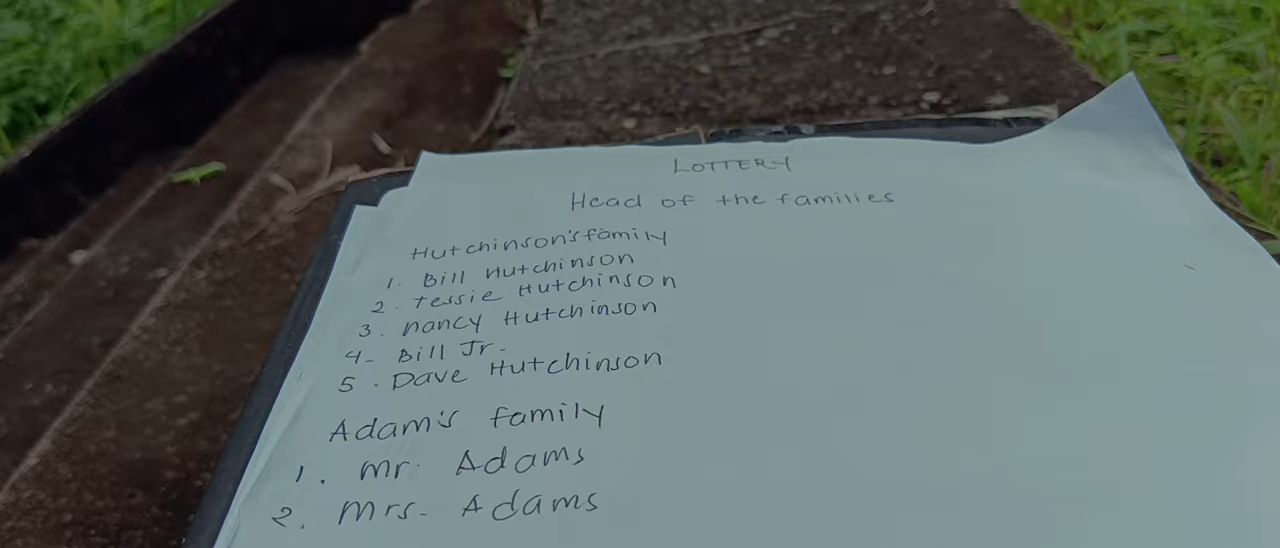 LOTTERY
Head of the families
Hutchinson's family
1. Bill Hutchinson
2. Tessie Hutchinson
3. Nancy Hutchinson
4- Bill Jr.
5. Dave Hutchinson
Adam's family
1. Mr. Adams
2. Mrs. Adams